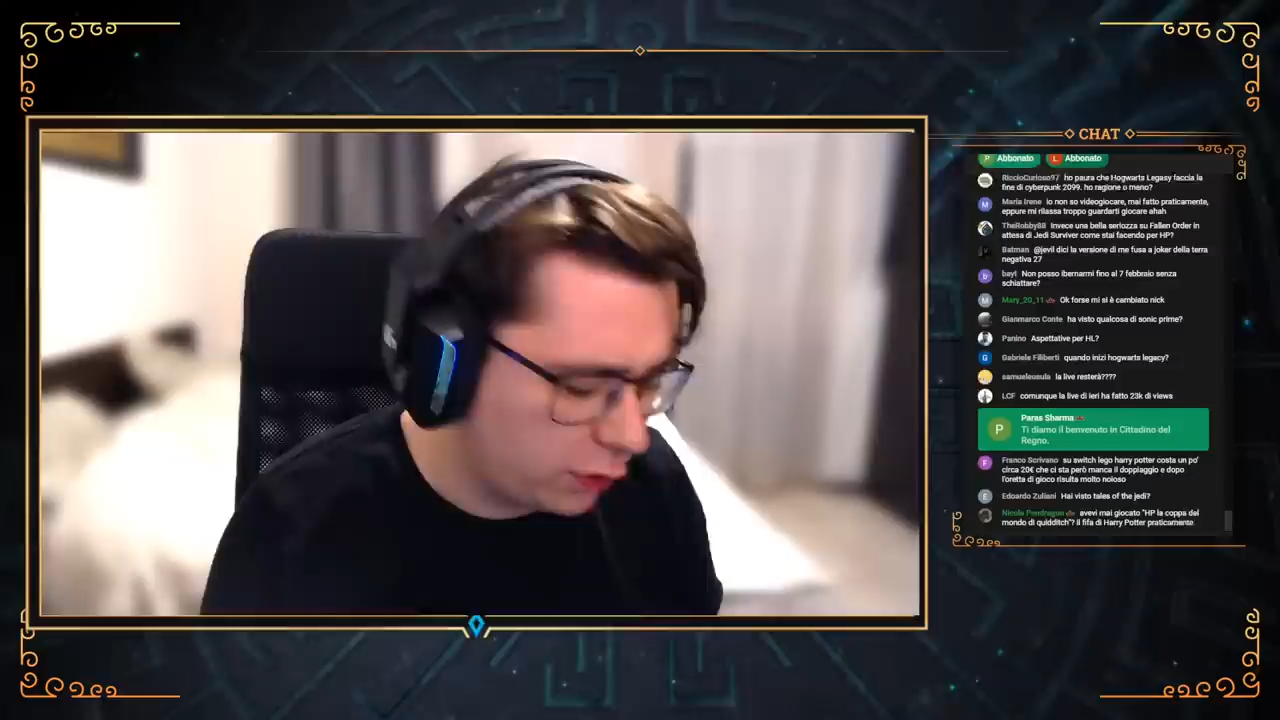 CHAT
P Abbonato L Abbonato
RiccioCurioso97 ho paura che Hogwarts Legacy faccia la
fine di cyberpunk 2099. ho ragione o meno?
M Maria Irene io non so videogiocare, mai fatto praticamente,
eppure mi rilassa troppo guardarti giocare ahah
TheRobby88 Invece una bella seriozza su Fallen Order in
attesa di Jedi Survivor come stai facendo per HP?
Batman @jevil dici la versione di me fusa a joker della terra
negativa 27
b bayl Non posso ibernarmi fino al 7 febbraio senza
schiattare?
M Mary_20_11 Ok forse mi si è cambiato nick
Gianmarco Conte ha visto qualcosa di sonic prime?
Panino Aspettative per HL?
G Gabriele Filiberti quando inizi hogwarts legacy?
samueleusula la live resterà????
LCF comunque la live di ieri ha fatto 23k di views
Paras Sharma
P Ti diamo il benvenuto in Cittadino del
Regno.
F Franco Scrivano su switch lego harry potter costa un po'
circa 20€ che ci sta però manca il doppiaggio e dopo
l'oretta di gioco risulta molto noioso
E Edoardo Zuliani Hai visto tales of the jedi?
Nicola Pendragon avevi mai giocato "HP la coppa del
mondo di quidditch"? il fifa di Harry Potter praticamente